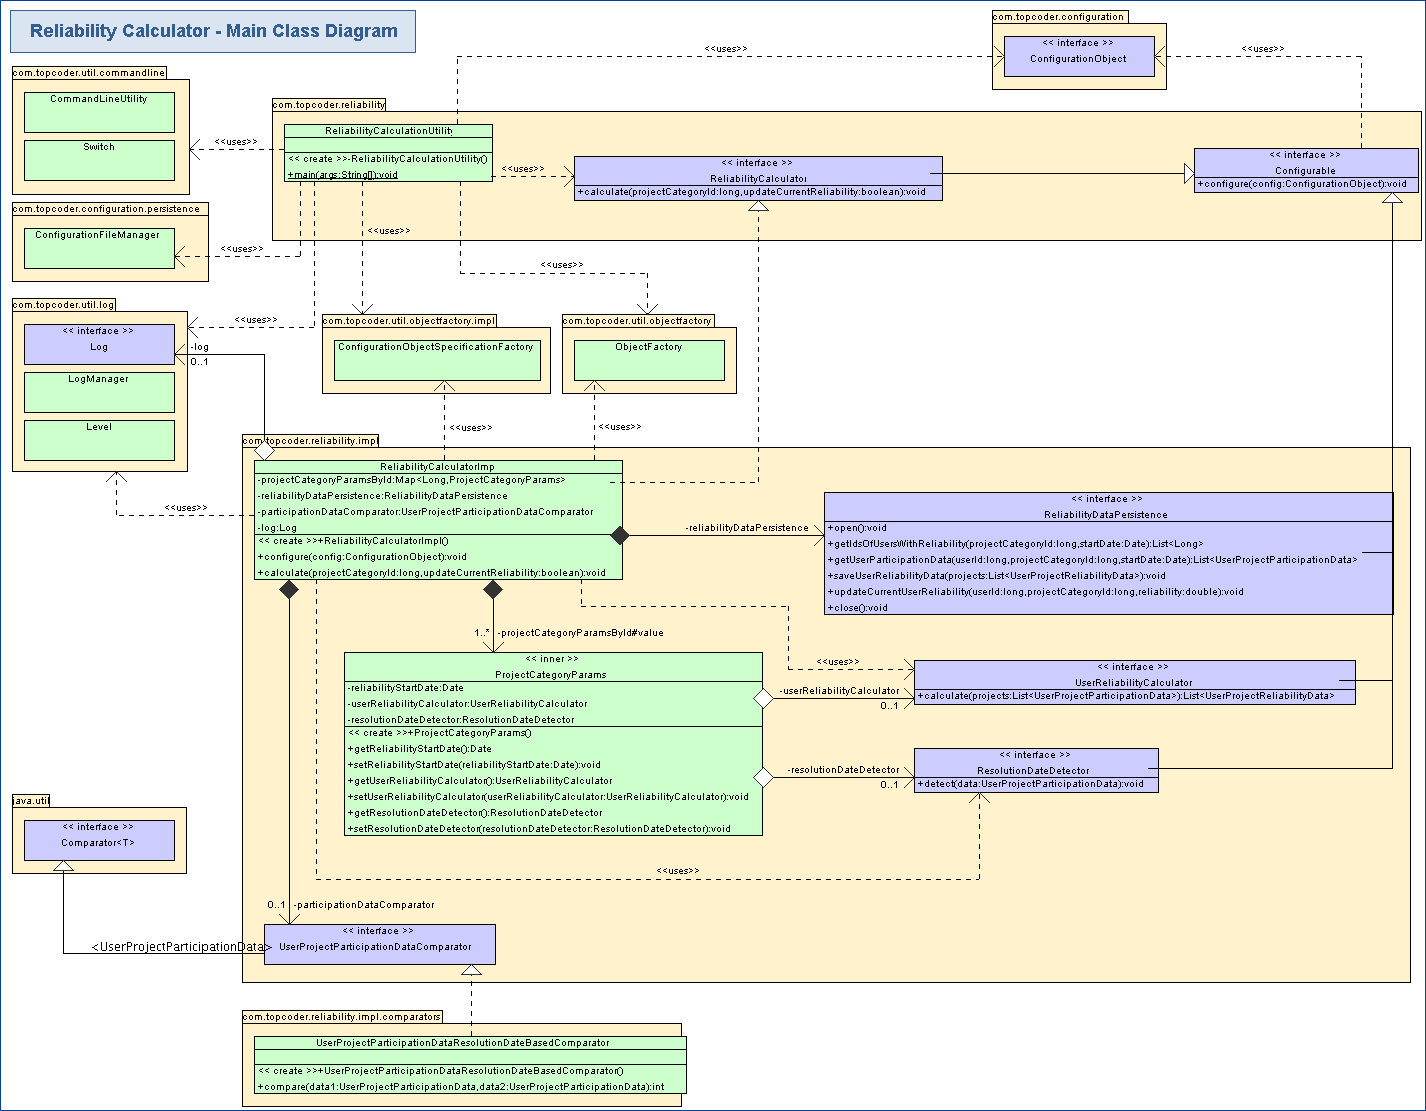 Reliability Calculator - Main Class Diagram
com.topcoder.configuration
<< interface >>
ConfigurationObject
<<uses>>
<<uses>>
com.topcoder.util.commandline
CommandLineUtility
Switch
<<uses>>
com.topcoder.reliability
ReliabilityCalculationUtility
<< create >>-ReliabilityCalculationUtility()
+main(args:String[]):void
<<uses>>
<< interface >>
ReliabilityCalculator
+calculate(projectCategoryId:long,updateCurrentReliability:boolean):void
<< interface >>
Configurable
+configure(config:ConfigurationObject):void
com.topcoder.configuration.persistence
ConfigurationFileManager
<<uses>>
<<uses>>
<<uses>>
com.topcoder.util.log
<< interface >>
Log
LogManager
Level
<<uses>>
-log
0..1
com.topcoder.util.objectfactory.impl
ConfigurationObjectSpecificationFactory
com.topcoder.util.objectfactory
ObjectFactory
<<uses>>
<<uses>>
<<uses>>
com.topcoder.reliability.impl
ReliabilityCalculatorImp
-projectCategoryParamsById:Map<Long,ProjectCategoryParams>
-reliabilityDataPersistence:ReliabilityDataPersistence
-participationDataComparator:UserProjectParticipationDataComparator
-log:Log
<< create >>+ReliabilityCalculatorImpl()
+configure(config:ConfigurationObject):void
+calculate(projectCategoryId:long,updateCurrentReliability:boolean):void
-reliabilityDataPersistence
<< interface >>
ReliabilityDataPersistence
+open():void
+getIdsOfUsersWithReliability(projectCategoryId:long,startDate:Date):List<Long>
+getUserParticipationData(userId:long,projectCategoryId:long,startDate:Date):List<UserProjectParticipationData>
+saveUserReliabilityData(projects:List<UserProjectReliabilityData>):void
+updateCurrentUserReliability(userId:long,projectCategoryId:long,reliability:double):void
+close():void
1..*
-projectCategoryParamsById#value
<< inner >>
ProjectCategoryParams
-reliabilityStartDate:Date
-userReliabilityCalculator:UserReliabilityCalculator
-resolutionDateDetector:ResolutionDateDetector
<< create >>+ProjectCategoryParams()
+getReliabilityStartDate():Date
+setReliabilityStartDate(reliabilityStartDate:Date):void
+getUserReliabilityCalculator():UserReliabilityCalculator
+setUserReliabilityCalculator(userReliabilityCalculator:UserReliabilityCalculator):void
+getResolutionDateDetector():ResolutionDateDetector
+setResolutionDateDetector(resolutionDateDetector:ResolutionDateDetector):void
<<uses>>
-userReliabilityCalculator
0..1
<< interface >>
UserReliabilityCalculator
+calculate(projects:List<UserProjectParticipationData>):List<UserProjectReliabilityData>
-resolutionDateDetector
0..1
<< interface >>
ResolutionDateDetector
+detect(data:UserProjectParticipationData):void
<<uses>>
java.util
<< interface >>
Comparator<T>
<UserProjectParticipationData>
0..1
-participationDataComparator
<< interface >>
UserProjectParticipationDataComparator
com.topcoder.reliability.impl.comparators
UserProjectParticipationDataResolutionDateBasedComparator
<< create >>+UserProjectParticipationDataResolutionDateBasedComparator()
+compare(data1:UserProjectParticipationData,data2:UserProjectParticipationData):int